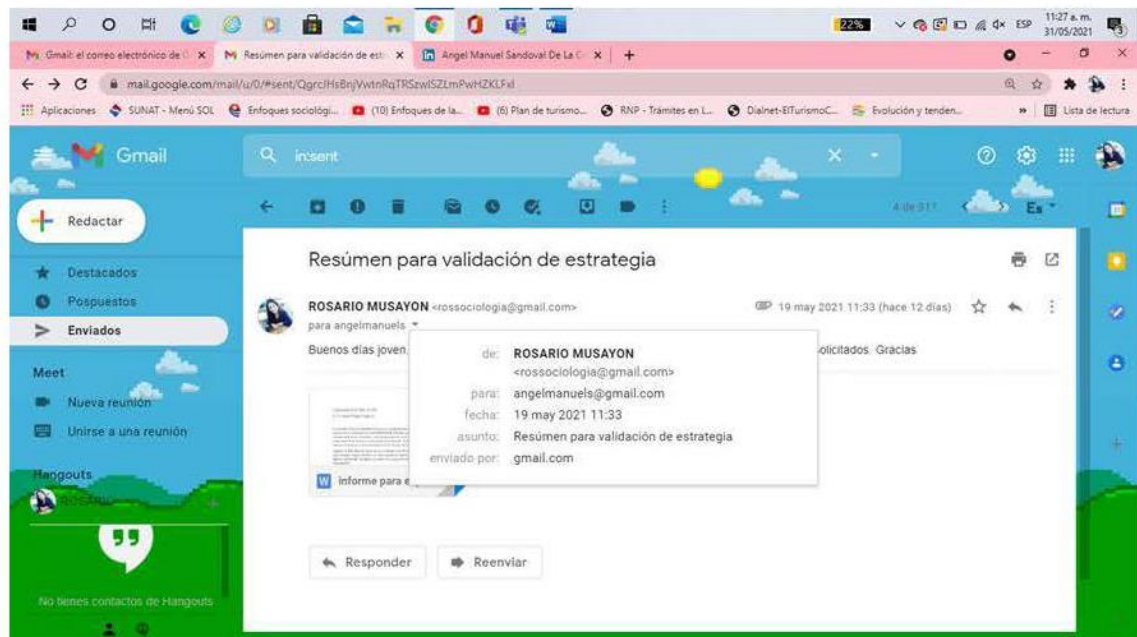 22%
ESP
11:27 a. m.
31/05/2021
Gmail: el correo electrónico de
Resúmen para validación de est
Angel Manuel Sandoval De La C
mail.google.com/mail/u/0/#sent/
Aplicaciones
SUNAT - Menú SOL
Enfoques sociológi...
(10) Enfoques de la...
(6) Plan de turismo...
RNP - Trámites en L...
Dialnet-ElTurismoC...
Evolución y tenden...
»
Lista de lectura
Gmail
in:sent
Redactar
4 de 317
Es
Destacados
Pospuestos
Enviados
Meet
Nueva reunión
Unirse a una reunión
Hangouts
ROSARIO
No tienes contactos de Hangouts
Resúmen para validación de estrategia
ROSARIO MUSAYON <rossociologia@gmail.com>
19 may 2021 11:33 (hace 12 días)
para angelmanuels
Buenos días joven,
olicitados. Gracias
de: ROSARIO MUSAYON
<rossociologia@gmail.com>
para: angelmanuels@gmail.com
fecha: 19 may 2021 11:33
asunto: Resúmen para validación de estrategia
enviado por: gmail.com
W informe para e
Responder
Reenviar